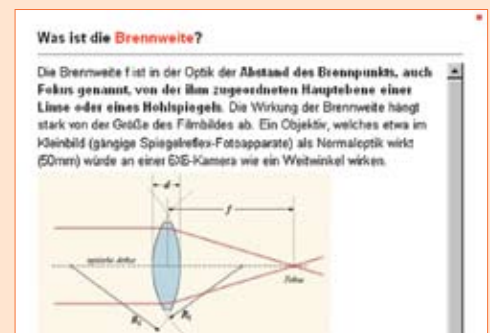 Was ist die Brennweite?
Die Brennweite f ist in der Optik der Abstand des Brennpunkts, auch
Fokus genannt, von der ihm zugeordneten Hauptebene einer
Linse oder eines Hohlspiegels. Die Wirkung der Brennweite hängt
stark von der Größe des Filmbildes ab. Ein Objektiv, welches etwa im
Kleinbild (gängige Spiegelreflex-Fotoapparate) als Normaloptik wirkt
(50mm) würde an einer 6X6-Kamera wie ein Weitwinkel wirken.
d
f
optische Achse
Fokus
R₂
R₁